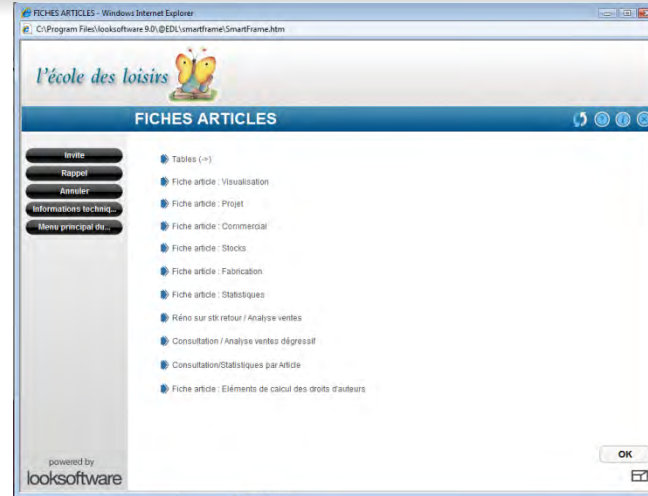 FICHES ARTICLES - Windows Internet Explorer
C:\Program Files\looksoftware 9.0\@EDL\smartframe\SmartFrame.htm
l'école des loisirs
FICHES ARTICLES
Invite
Rappel
Annuler
Informations techniq...
Menu principal du...
Tables (->)
Fiche article : Visualisation
Fiche article : Projet
Fiche article : Commercial
Fiche article : Stocks
Fiche article : Fabrication
Fiche article : Statistiques
Réno sur stk retour / Analyse ventes
Consultation / Analyse ventes dégressif
Consultation/Statistiques par Article
Fiche article : Eléments de calcul des droits d'auteurs
OK
powered by
looksoftware